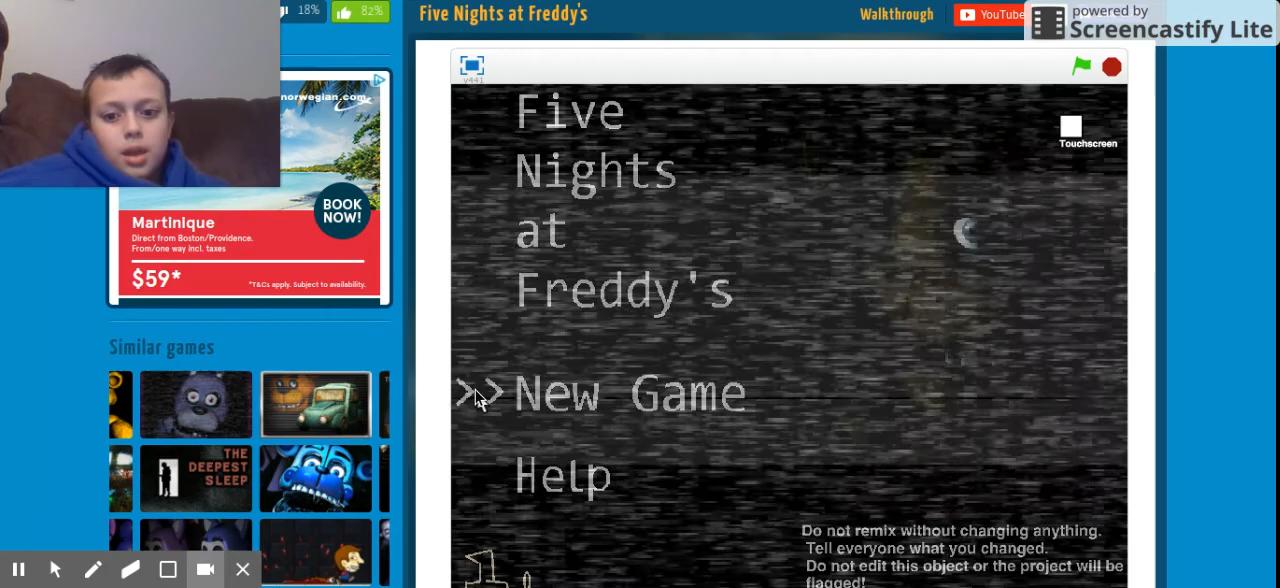 18%
82%
Five Nights at Freddy's
Walkthrough
YouTube
powered by
Screencastify Lite
norwegian.com
BOOK
NOW!
Martinique
Direct from Boston/Providence.
From/one way incl. taxes
$59*
*T&Cs apply. Subject to availability.
Similar games
THE
DEEPEST
SLEEP
v441
Five
Nights
at
Freddy's
Touchscreen
>> New Game
Help
Do not remix without changing anything.
Tell everyone what you changed.
Do not edit this object or the project will be
flagged!